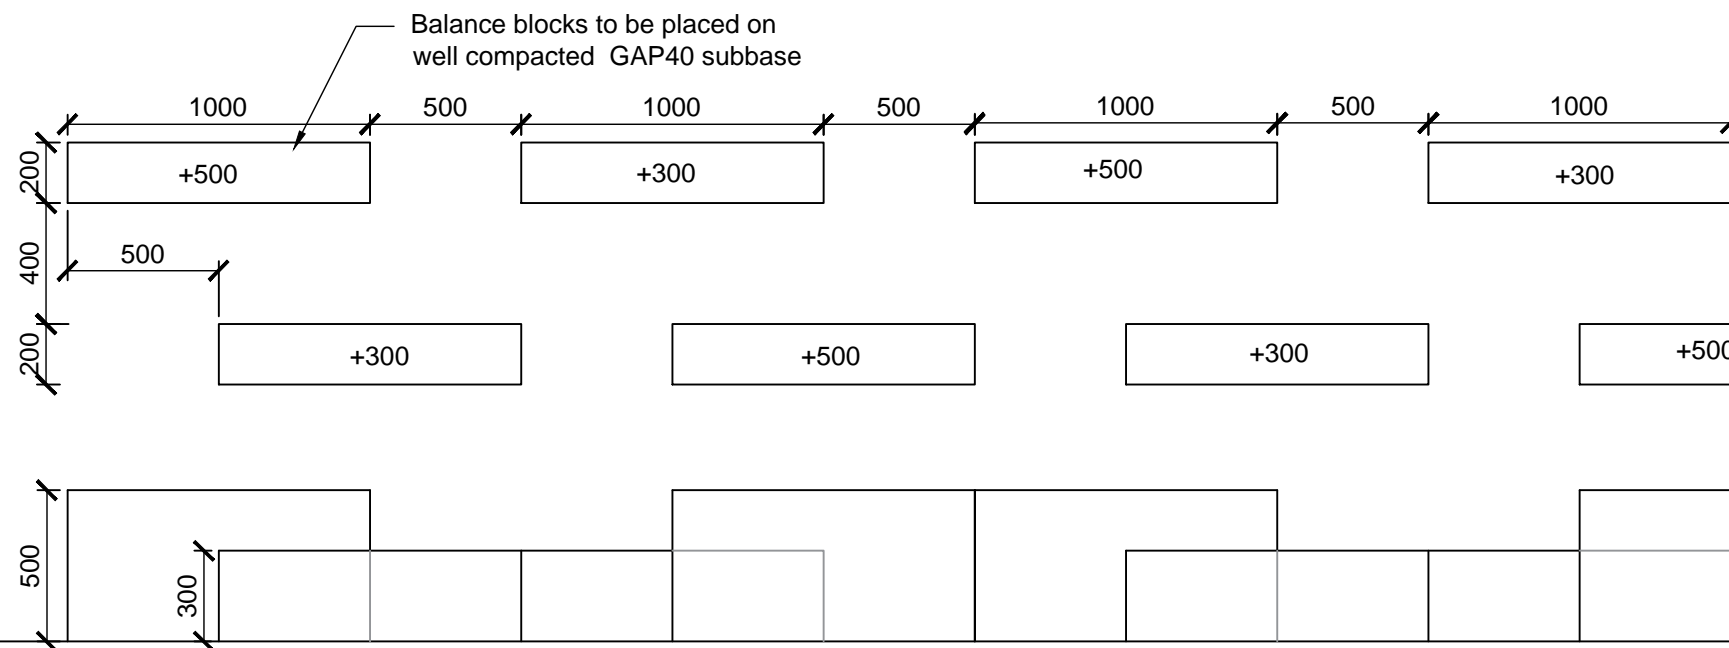 Balance blocks to be placed on
well compacted GAP40 subbase
1000 500 1000 500 1000 500 1000
200 +500 +300 +500 +300
400 500
200 +300 +500 +300 +500
500 300